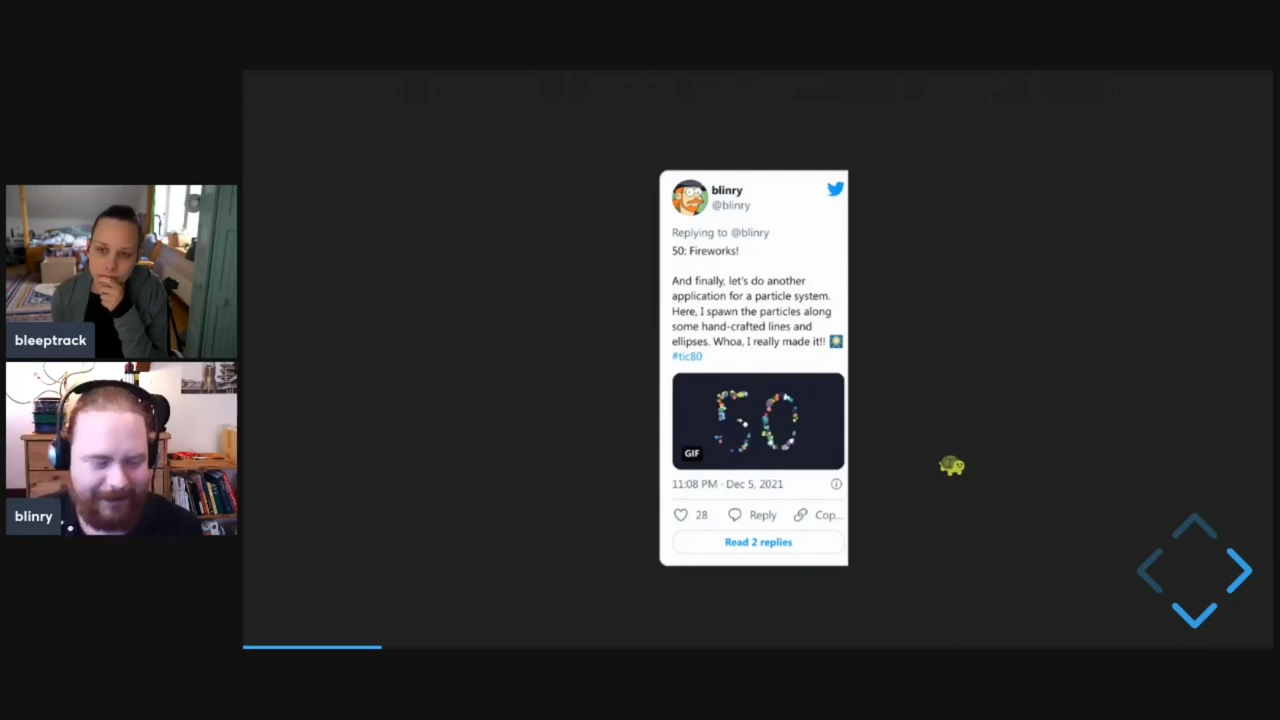 bleeptrack
blinry
blinry
@blinry
Replying to @blinry
50: Fireworks!
And finally, let's do another
application for a particle system.
Here, I spawn the particles along
some hand-crafted lines and
ellipses. Whoa, I really made it!! 🎆
#tic80
50
GIF
11:08 PM · Dec 5, 2021
28 Reply Cop...
Read 2 replies